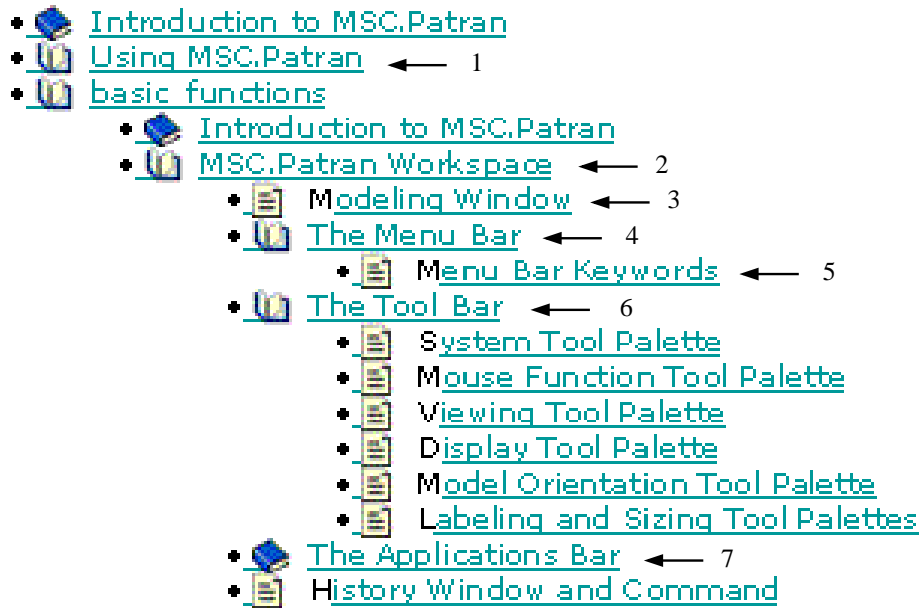 Introduction to MSC.Patran
Using MSC.Patran 1
basic functions
Introduction to MSC.Patran
MSC.Patran Workspace 2
Modeling Window 3
The Menu Bar 4
Menu Bar Keywords 5
The Tool Bar 6
System Tool Palette
Mouse Function Tool Palette
Viewing Tool Palette
Display Tool Palette
Model Orientation Tool Palette
Labeling and Sizing Tool Palettes
The Applications Bar 7
History Window and Command